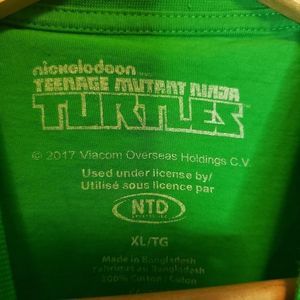 nickelodeon
TEENAGE MUTANT NINJA
TURTLES
© 2017 Viacom Overseas Holdings C.V.
Used under license by/
Utilisé sous licence par
NTD
XL/TG
Made in Bangladesh
Fabriqué au Bangladesh
100% Cotton / Coton